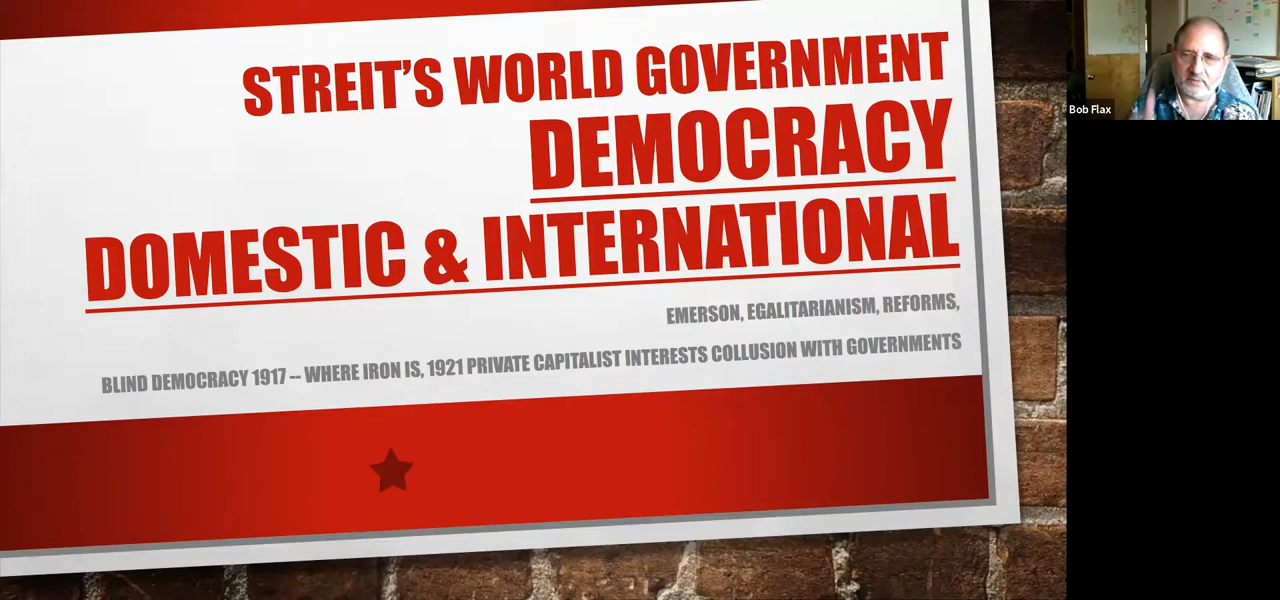 STREIT'S WORLD GOVERNMENT
DEMOCRACY
DOMESTIC & INTERNATIONAL
EMERSON, EGALITARIANISM, REFORMS,
BLIND DEMOCRACY 1917 – WHERE IRON IS, 1921 PRIVATE CAPITALIST INTERESTS COLLUSION WITH GOVERNMENTS
Bob Flax